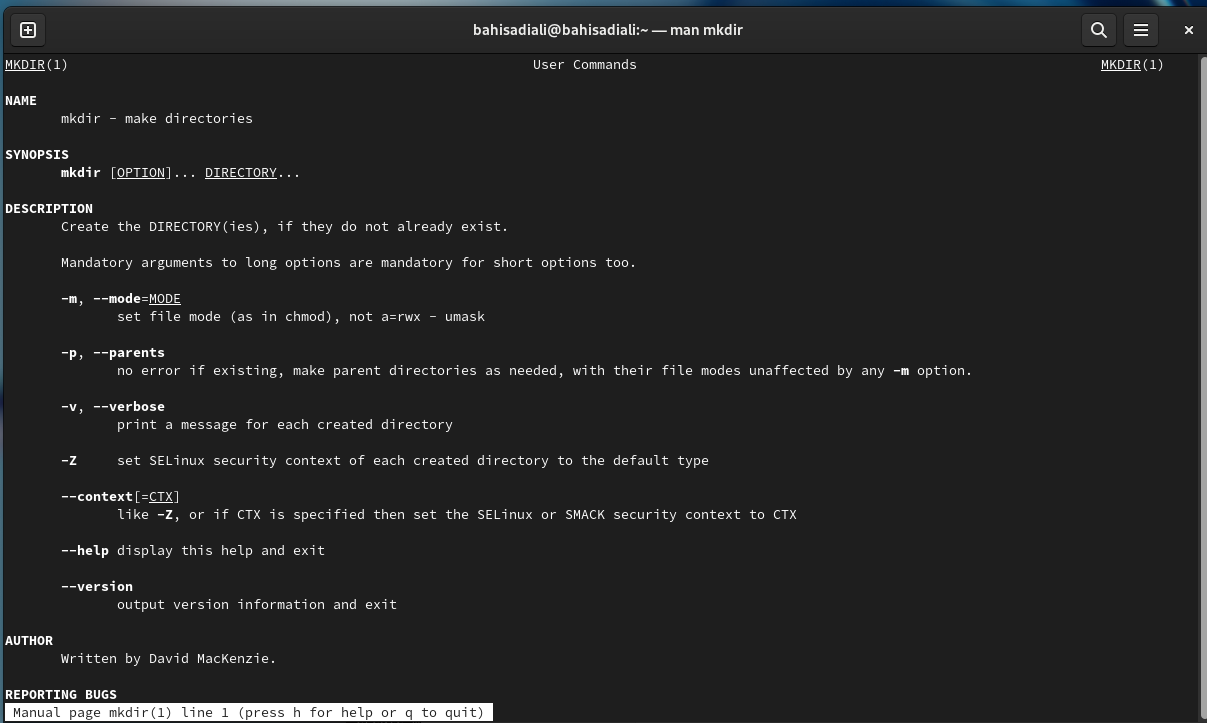 bahisadiali@bahisadiali:~ — man mkdir
MKDIR(1) User Commands MKDIR(1)
NAME
mkdir - make directories
SYNOPSIS
mkdir [OPTION]... DIRECTORY...
DESCRIPTION
Create the DIRECTORY(ies), if they do not already exist.
Mandatory arguments to long options are mandatory for short options too.
-m, --mode=MODE
set file mode (as in chmod), not a=rwx - umask
-p, --parents
no error if existing, make parent directories as needed, with their file modes unaffected by any -m option.
-v, --verbose
print a message for each created directory
-Z set SELinux security context of each created directory to the default type
--context[=CTX]
like -Z, or if CTX is specified then set the SELinux or SMACK security context to CTX
--help display this help and exit
--version
output version information and exit
AUTHOR
Written by David MacKenzie.
REPORTING BUGS
Manual page mkdir(1) line 1 (press h for help or q to quit)